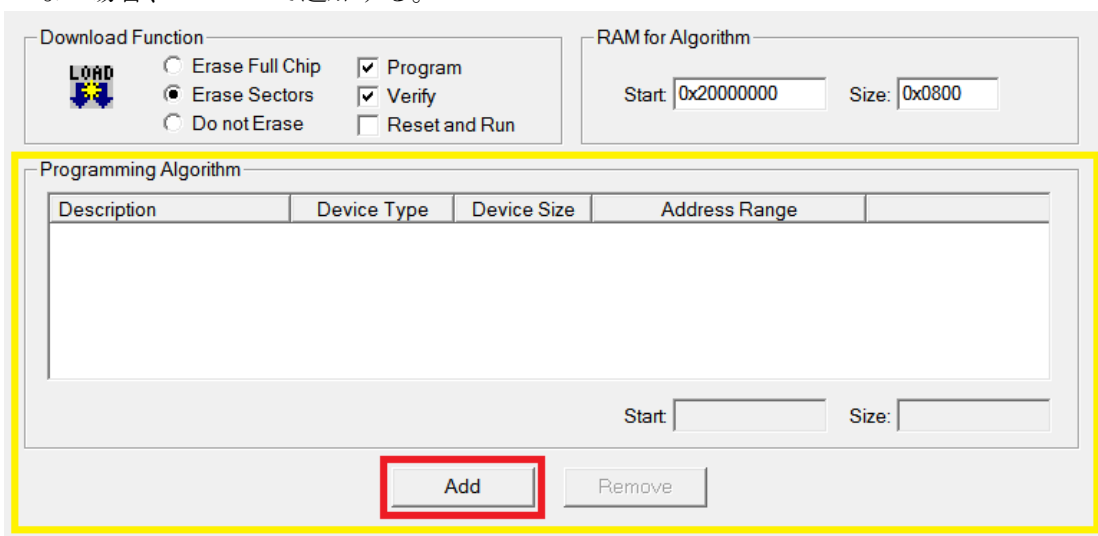 Download Function
LOAD
Erase Full Chip
Erase Sectors
Do not Erase
Program
Verify
Reset and Run
RAM for Algorithm
Start: 0x20000000 Size: 0x0800
Programming Algorithm
Description Device Type Device Size Address Range
Start: Size:
Add Remove